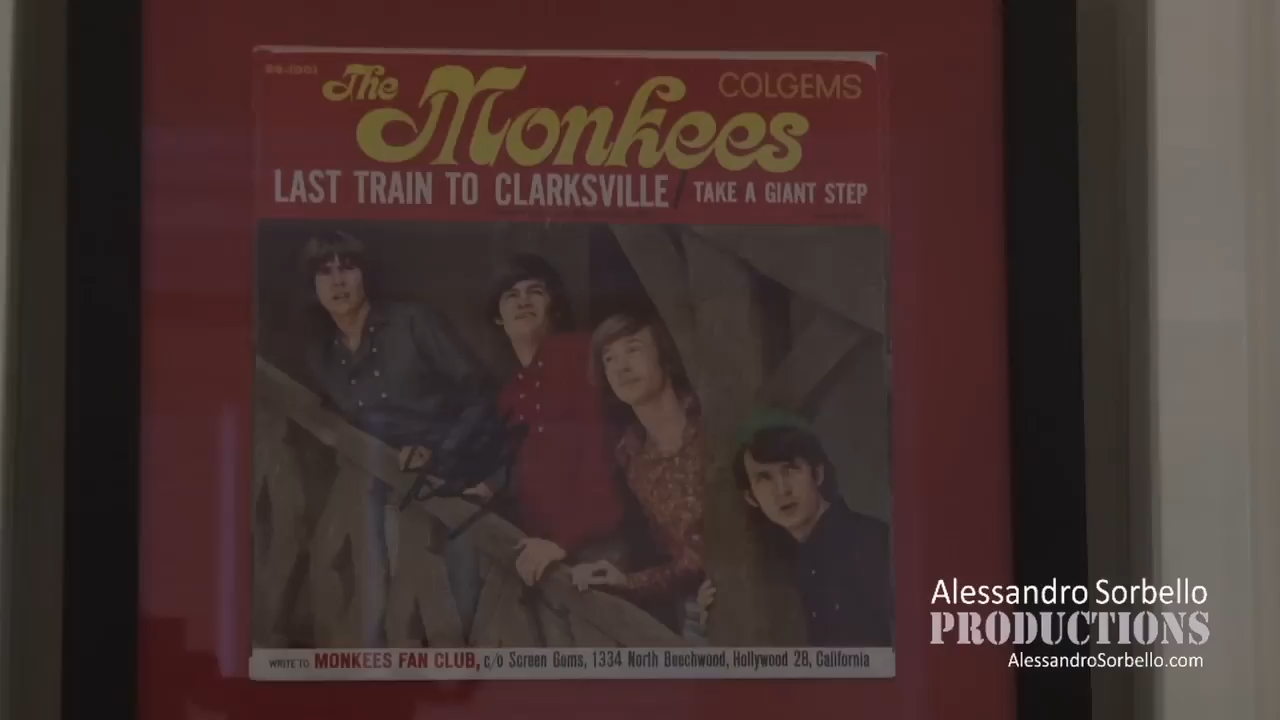 The Monkees
COLGEMS
LAST TRAIN TO CLARKSVILLE / TAKE A GIANT STEP
WRITE TO MONKEES FAN CLUB, c/o Screen Gems, 1334 North Beechwood, Hollywood 28, California
Alessandro Sorbello
PRODUCTIONS
AlessandroSorbello.com